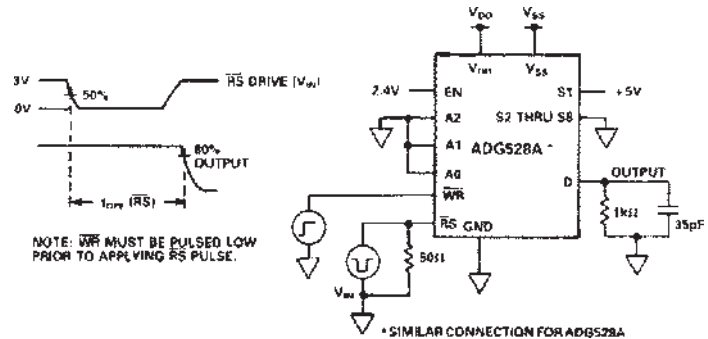 VDD
VSS
3V
0V
50%
RS DRIVE (VIN)
80%
OUTPUT
tOFF (RS)
NOTE: WR MUST BE PULSED LOW
PRIOR TO APPLYING RS PULSE.
VDD
VSS
2.4V
EN
S1
+5V
A2
S2 THRU S8
A1
ADG528A*
A0
OUTPUT
D
WR
RS
GND
1kΩ
35pF
50Ω
VIN
* SIMILAR CONNECTION FOR ADG529A